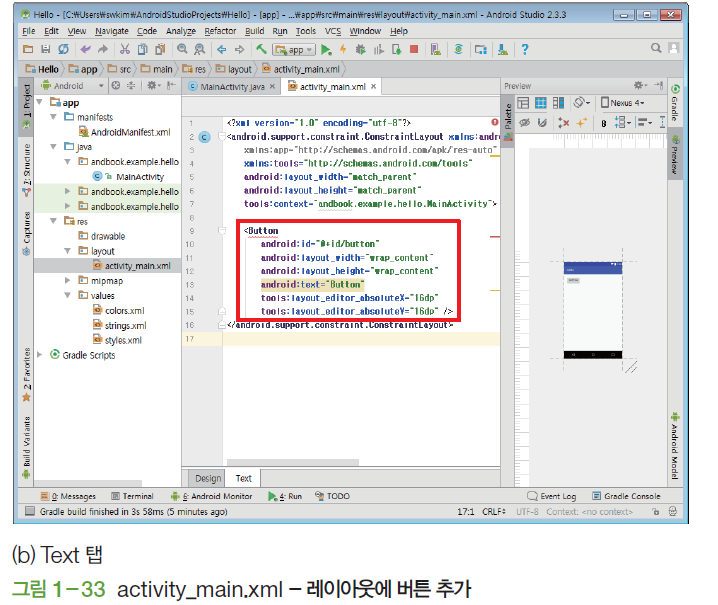 Hello - [C:₩Users₩swkim₩AndroidStudioProjects₩Hello] - [app] - ...₩app₩src₩main₩res₩layout₩activity_main.xml - Android Studio 2.3.3
File Edit View Navigate Code Analyze Refactor Build Run Tools VCS Window Help
app
Hello app src main res layout activity_main.xml
Android
MainActivity.java activity_main.xml
Preview
1: Project
Z: Structure
Captures
2: Favorites
Build Variants
app
manifests
AndroidManifest.xml
java
andbook.example.hello
MainActivity
andbook.example.hello
andbook.example.hello
res
drawable
layout
activity_main.xml
mipmap
values
colors.xml
strings.xml
styles.xml
Gradle Scripts
1 <?xml version="1.0" encoding="utf-8"?>
2 <android.support.constraint.ConstraintLayout xmlns:andro
3 xmlns:app="http://schemas.android.com/apk/res-auto"
4 xmlns:tools="http://schemas.android.com/tools"
5 android:layout_width="match_parent"
6 android:layout_height="match_parent"
7 tools:context="andbook.example.hello.MainActivity">
8
9 <Button
10 android:id="@+id/button"
11 android:layout_width="wrap_content"
12 android:layout_height="wrap_content"
13 android:text="Button"
14 tools:layout_editor_absoluteX="16dp"
15 tools:layout_editor_absoluteY="16dp" />
16 </android.support.constraint.ConstraintLayout>
17
Palette
Nexus 4
8
Gradle
Preview
Android Model
Design Text
0: Messages Terminal 6: Android Monitor 4: Run TODO Event Log Gradle Console
Gradle build finished in 3s 58ms (5 minutes ago) 17:1 CRLF UTF-8 Context: <no context>
(b) Text 탭
그림 1-33 activity_main.xml - 레이아웃에 버튼 추가